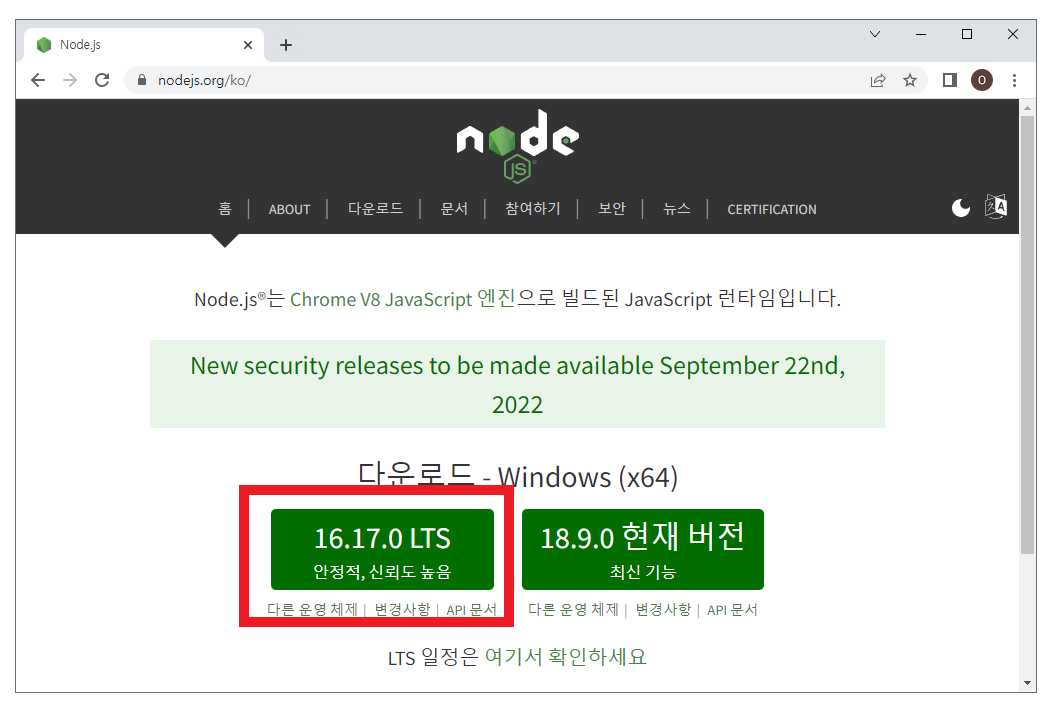 Node.js
nodejs.org/ko/
O
node
JS
홈 | ABOUT | 다운로드 | 문서 | 참여하기 | 보안 | 뉴스 | CERTIFICATION
Node.js®는 Chrome V8 JavaScript 엔진으로 빌드된 JavaScript 런타임입니다.
New security releases to be made available September 22nd,
2022
다운로드 - Windows (x64)
16.17.0 LTS
안정적, 신뢰도 높음
다른 운영 체제 | 변경사항 | API 문서
18.9.0 현재 버전
최신 기능
다른 운영 체제 | 변경사항 | API 문서
LTS 일정은 여기서 확인하세요